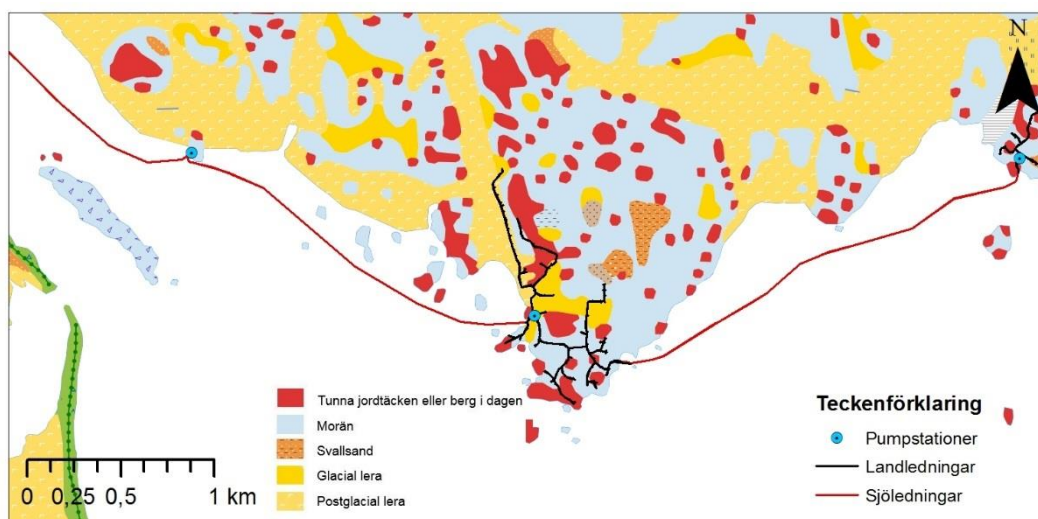 N
Tunna jordtäcken eller berg i dagen
Morän
Svallsand
Glacial lera
Postglacial lera
0 0,25 0,5 1 km
Teckenförklaring
Pumpstationer
Landledningar
Sjöledningar